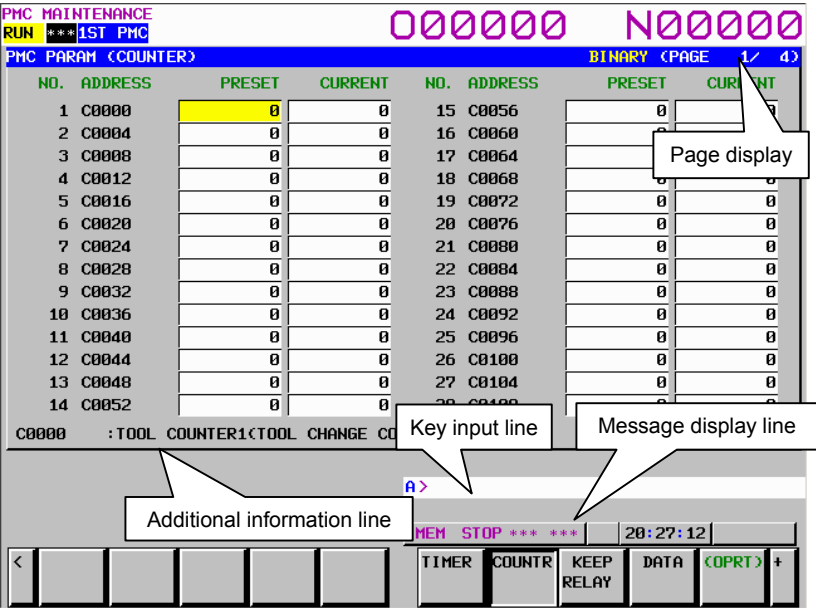 PMC MAINTENANCE O00000 N00000
RUN *** 1ST PMC
PMC PARAM (COUNTER) BINARY (PAGE 1/ 4)
NO. ADDRESS PRESET CURRENT NO. ADDRESS PRESET CURRENT
1 C0000 0 0 15 C0056 0 0
2 C0004 0 0 16 C0060
3 C0008 0 0 17 C0064
Page display
4 C0012 0 0 18 C0068
5 C0016 0 0 19 C0072 0 0
6 C0020 0 0 20 C0076 0 0
7 C0024 0 0 21 C0080 0 0
8 C0028 0 0 22 C0084 0 0
9 C0032 0 0 23 C0088 0 0
10 C0036 0 0 24 C0092 0 0
11 C0040 0 0 25 C0096 0 0
12 C0044 0 0 26 C0100 0 0
13 C0048 0 0 27 C0104 0 0
14 C0052 0 0
C0000 :TOOL COUNTER1(TOOL CHANGE CO
Key input line
Message display line
A>
Additional information line
MEM STOP *** *** 20:27:12
< TIMER COUNTR KEEP RELAY DATA (OPRT) +